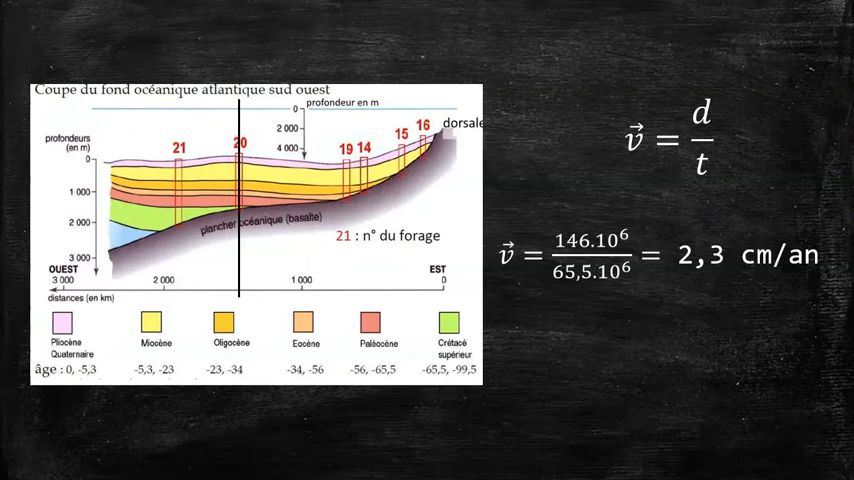 Coupe du fond océanique atlantique sud ouest
profondeur en m
0
2 000
4 000
dorsale
profondeurs
(en m)
0
1 000
2 000
3 000
21
20
19
14
15
16
plancher océanique (basalte)
21 : n° du forage
OUEST
EST
3 000
2 000
1 000
0
distances (en km)
Pliocène
Quaternaire
Miocène
Oligocène
Eocène
Paléocène
Crétacé
supérieur
âge : 0, -5,3
-5,3, -23
-23, -34
-34, -56
-56, -65,5
-65,5, -99,5
v⃗ = d/t
v⃗ = 146.10⁶/65,5.10⁶ = 2,3 cm/an